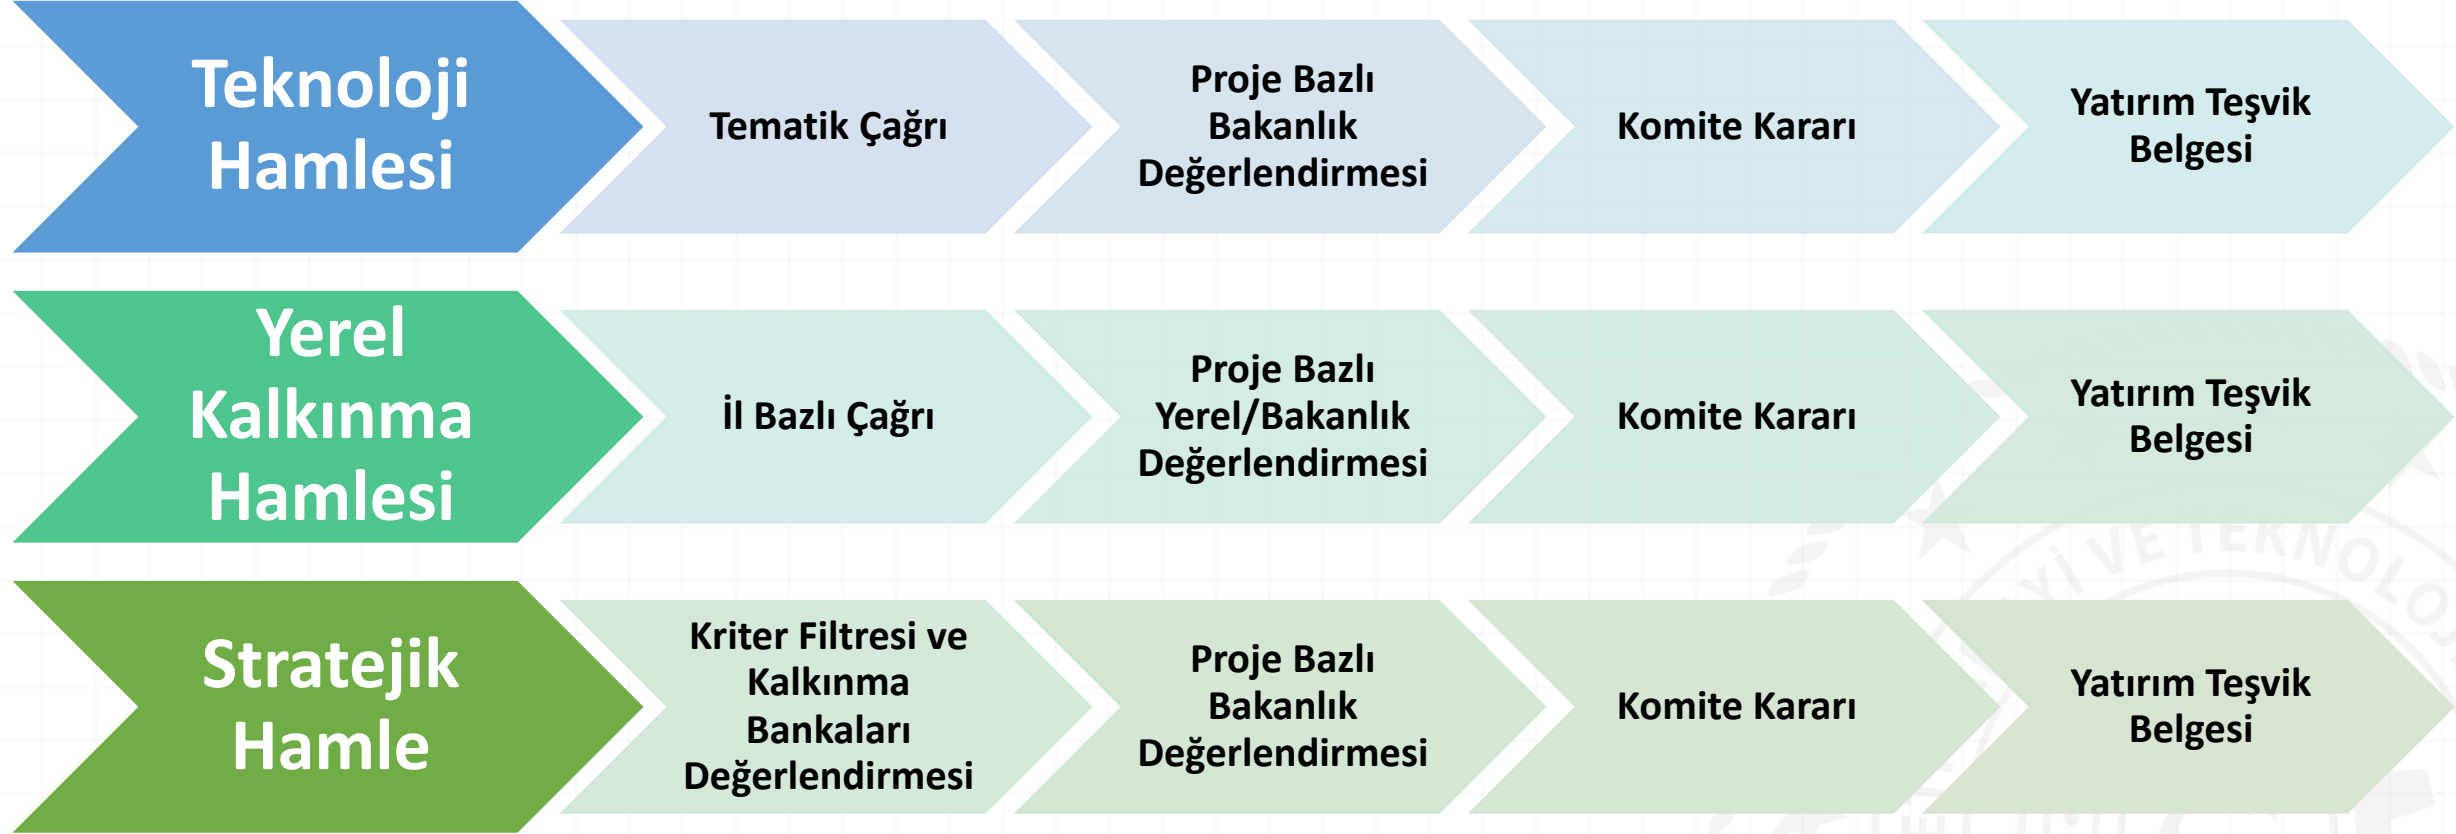 Teknoloji
Hamlesi
Tematik Çağrı
Proje Bazlı
Bakanlık
Değerlendirmesi
Komite Kararı
Yatırım Teşvik
Belgesi
Yerel
Kalkınma
Hamlesi
İl Bazlı Çağrı
Proje Bazlı
Yerel/Bakanlık
Değerlendirmesi
Komite Kararı
Yatırım Teşvik
Belgesi
Stratejik
Hamle
Kriter Filtresi ve
Kalkınma
Bankaları
Değerlendirmesi
Proje Bazlı
Bakanlık
Değerlendirmesi
Komite Kararı
Yatırım Teşvik
Belgesi